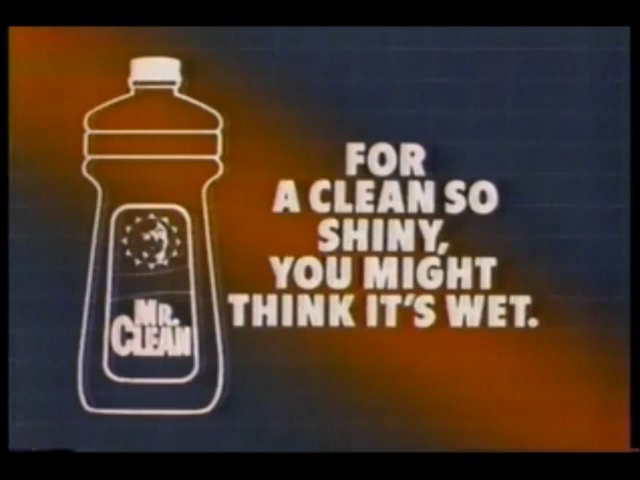 FOR
A CLEAN SO
SHINY,
YOU MIGHT
THINK IT'S WET.
MR.
CLEAN